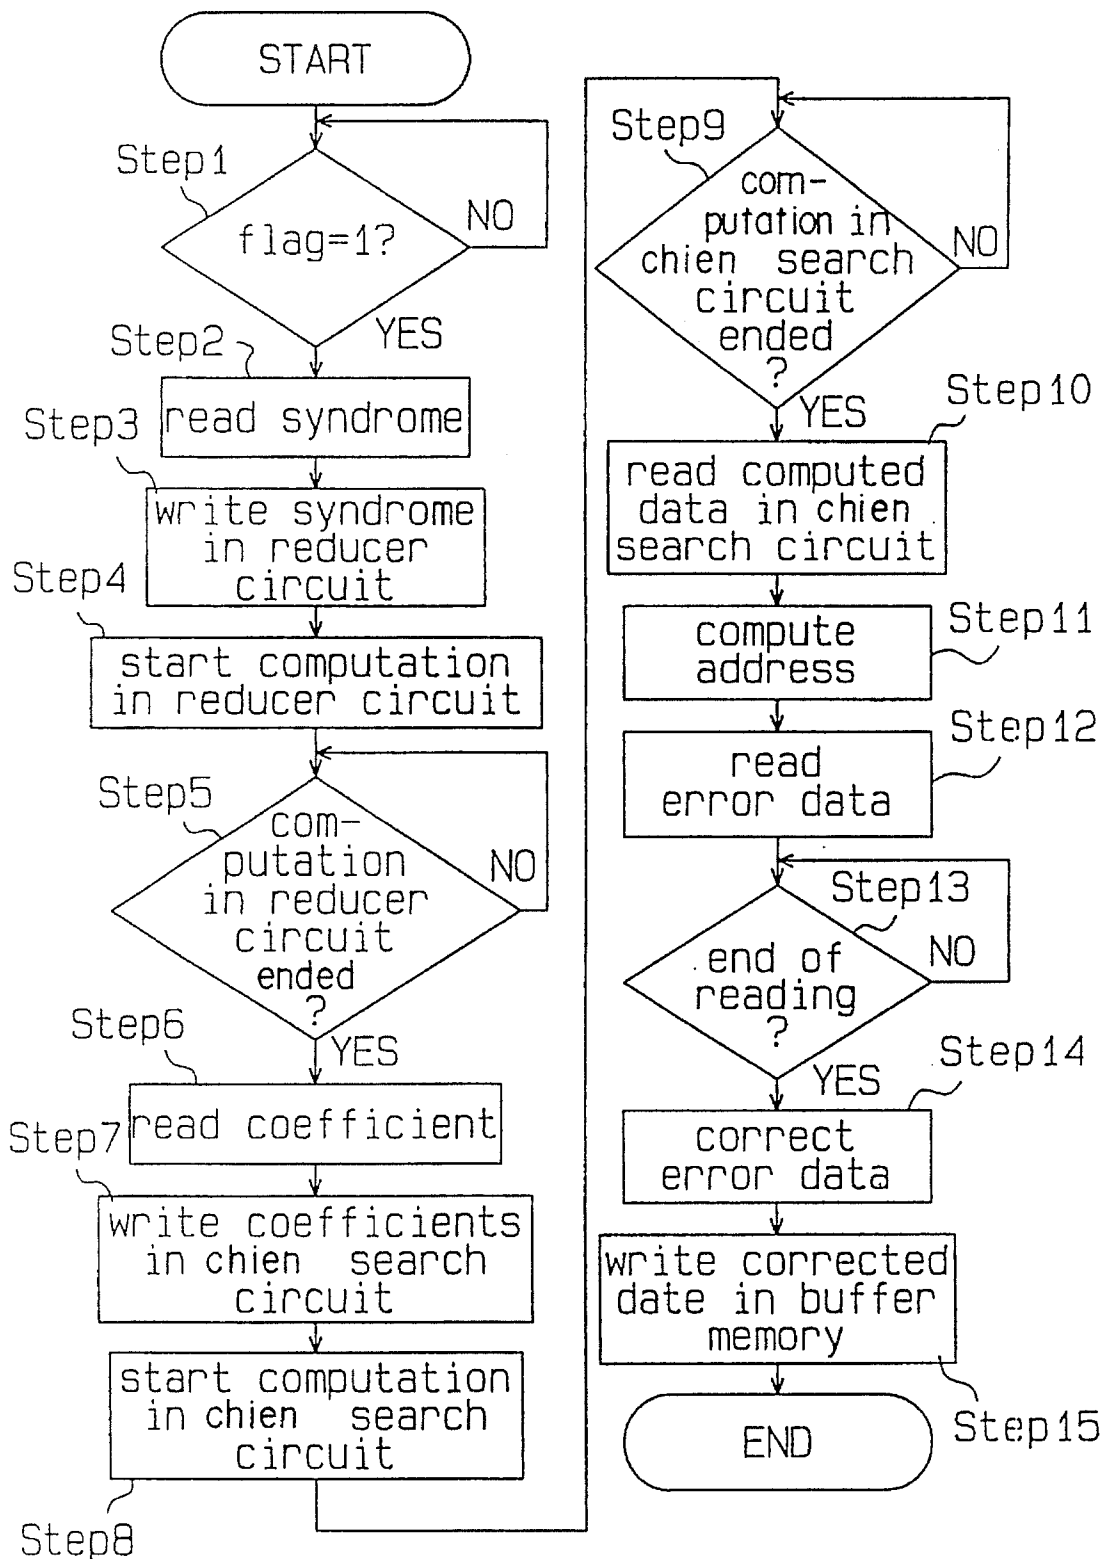 START
Step1
flag=1?
NO
YES
Step2
read syndrome
Step3
write syndrome
in reducer
circuit
Step4
start computation
in reducer circuit
Step5
com-
putation
in reducer
circuit
ended
?
NO
YES
Step6
read coefficient
Step7
write coefficients
in chien search
circuit
start computation
in chien search
circuit
Step8
Step9
com-
putation in
chien search
circuit
ended
?
NO
YES
Step10
read computed
data in chien
search circuit
Step11
compute
address
Step12
read
error data
Step13
end of
reading
?
NO
YES
Step14
correct
error data
write corrected
date in buffer
memory
Step15
END